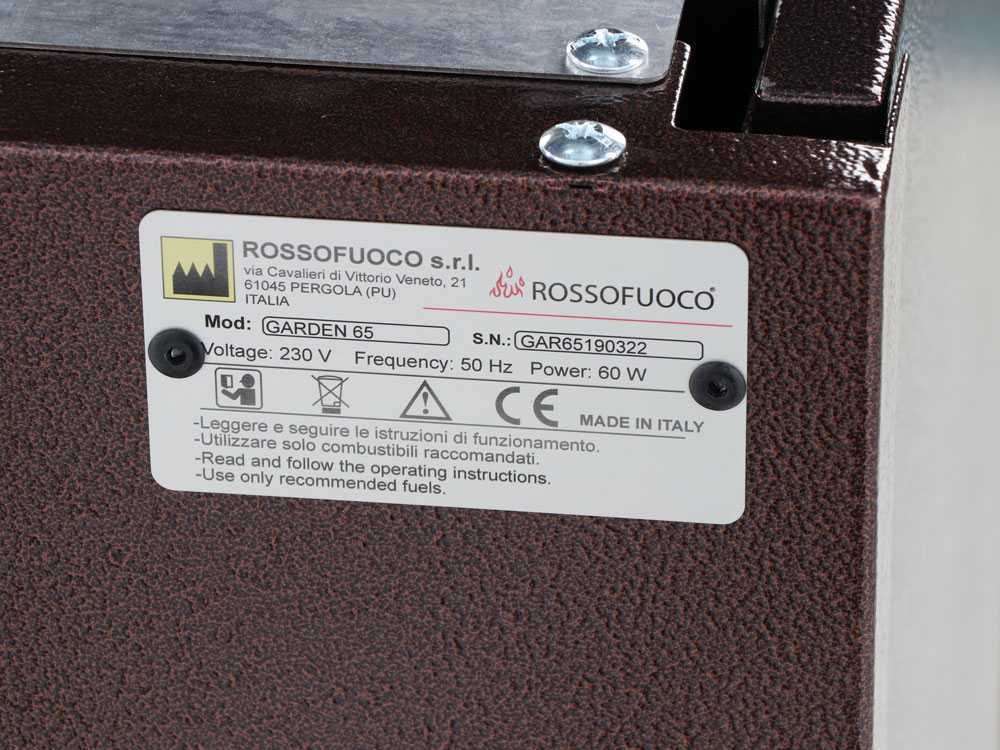 ROSSOFUOCO s.r.l.
via Cavalieri di Vittorio Veneto, 21
61045 PERGOLA (PU)
ITALIA
ROSSOFUOCO®
Mod: GARDEN 65
S.N.: GAR65190322
Voltage: 230 V Frequency: 50 Hz Power: 60 W
CE MADE IN ITALY
-Leggere e seguire le istruzioni di funzionamento.
-Utilizzare solo combustibili raccomandati.
-Read and follow the operating instructions.
-Use only recommended fuels.